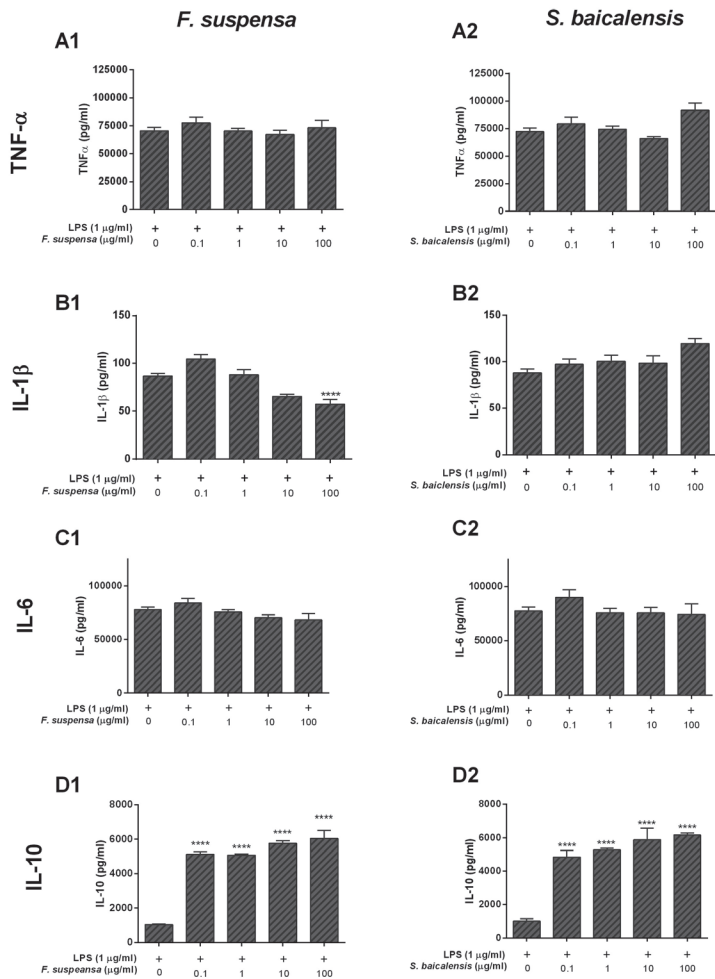 F. suspensa
S. baicalensis
TNF-α
A1
TNFα (pg/ml)
125000
100000
75000
50000
25000
0
LPS (1 μg/ml) + + + + +
F. suspensa (μg/ml) 0 0.1 1 10 100
A2
TNFα (pg/ml)
125000
100000
75000
50000
25000
0
LPS (1 μg/ml) + + + + +
S. baicalensis (μg/ml) 0 0.1 1 10 100
IL-1β
B1
IL-1β (pg/ml)
150
100
50
0
****
LPS (1 μg/ml) + + + + +
F. suspensa (μg/ml) 0 0.1 1 10 100
B2
IL-1β (pg/ml)
150
100
50
0
LPS (1 μg/ml) + + + + +
S. baiclensis (μg/ml) 0 0.1 1 10 100
IL-6
C1
IL-6 (pg/ml)
100000
50000
0
LPS (1 μg/ml) + + + + +
F. suspensa (μg/ml) 0 0.1 1 10 100
C2
IL-6 (pg/ml)
100000
50000
0
LPS (1 μg/ml) + + + + +
S. baicalensis (μg/ml) 0 0.1 1 10 100
IL-10
D1
IL-10 (pg/ml)
8000
6000
4000
2000
0
**** **** **** ****
LPS (1 μg/ml) + + + + +
F. suspeansa (μg/ml) 0 0.1 1 10 100
D2
IL-10 (pg/ml)
8000
6000
4000
2000
0
**** **** **** ****
LPS (1 μg/ml) + + + + +
S. baicalensis (μg/ml) 0 0.1 1 10 100